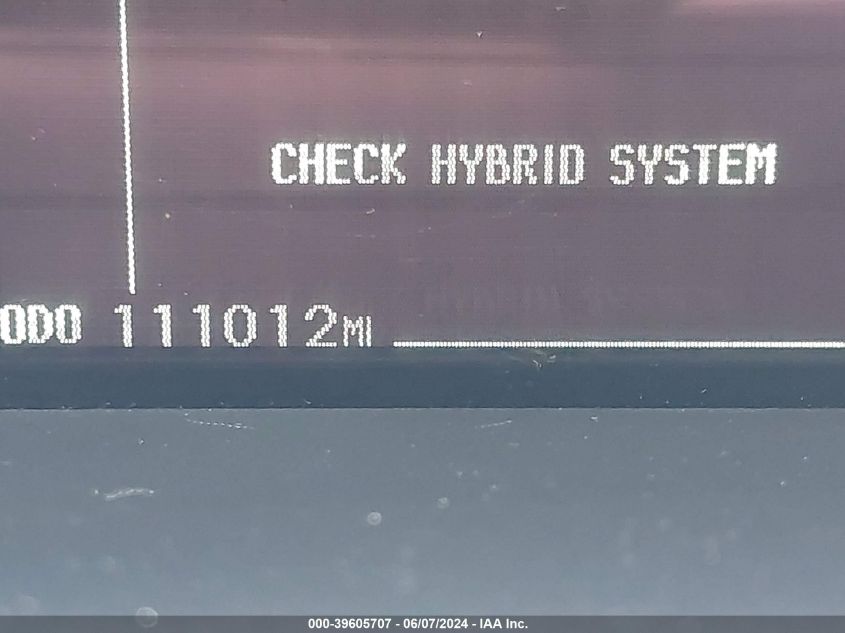 CHECK HYBRID SYSTEM
ODO 111012MI
000-39605707 - 06/07/2024 - IAA Inc.